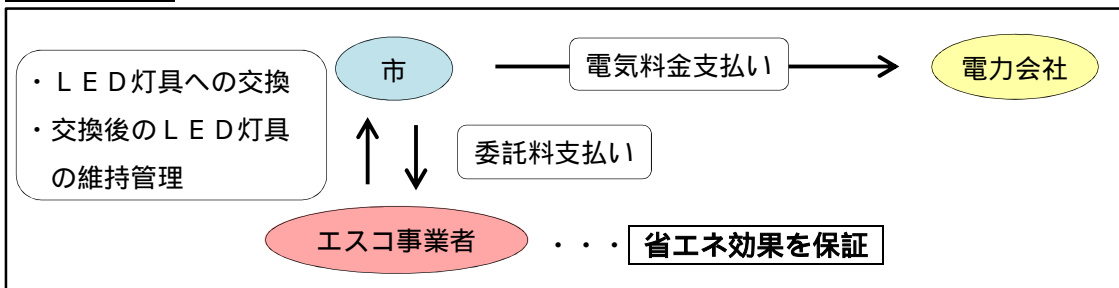 ・ＬＥＤ灯具への交換
・交換後のＬＥＤ灯具
の維持管理
市
電気料金支払い
電力会社
委託料支払い
エスコ事業者
・・・
省エネ効果を保証